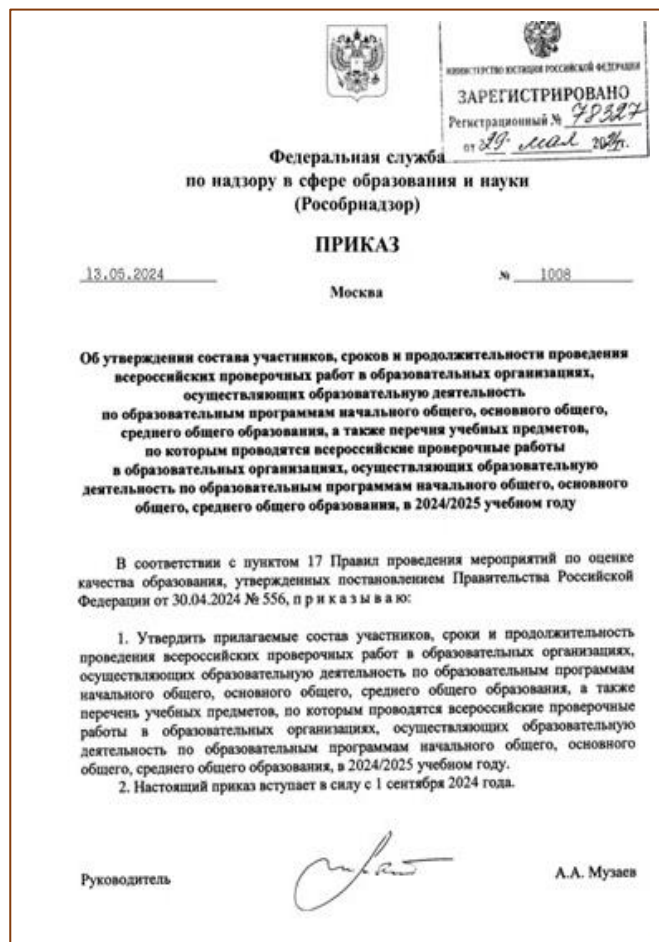 МИНИСТЕРСТВО ЮСТИЦИИ РОССИЙСКОЙ ФЕДЕРАЦИИ
ЗАРЕГИСТРИРОВАНО
Регистрационный № 78327
от 29. мая 2024г.
Федеральная служба
по надзору в сфере образования и науки
(Рособрнадзор)
ПРИКАЗ
13.05.2024 № 1008
Москва
Об утверждении состава участников, сроков и продолжительности проведения
всероссийских проверочных работ в образовательных организациях,
осуществляющих образовательную деятельность
по образовательным программам начального общего, основного общего,
среднего общего образования, а также перечня учебных предметов,
по которым проводятся всероссийские проверочные работы
в образовательных организациях, осуществляющих образовательную
деятельность по образовательным программам начального общего, основного
общего, среднего общего образования, в 2024/2025 учебном году
В соответствии с пунктом 17 Правил проведения мероприятий по оценке
качества образования, утвержденных постановлением Правительства Российской
Федерации от 30.04.2024 № 556, п р и к а з ы в а ю:
1. Утвердить прилагаемые состав участников, сроки и продолжительность
проведения всероссийских проверочных работ в образовательных организациях,
осуществляющих образовательную деятельность по образовательным программам
начального общего, основного общего, среднего общего образования, а также
перечень учебных предметов, по которым проводятся всероссийские проверочные
работы в образовательных организациях, осуществляющих образовательную
деятельность по образовательным программам начального общего, основного
общего, среднего общего образования, в 2024/2025 учебном году.
2. Настоящий приказ вступает в силу с 1 сентября 2024 года.
Руководитель А.А. Музаев